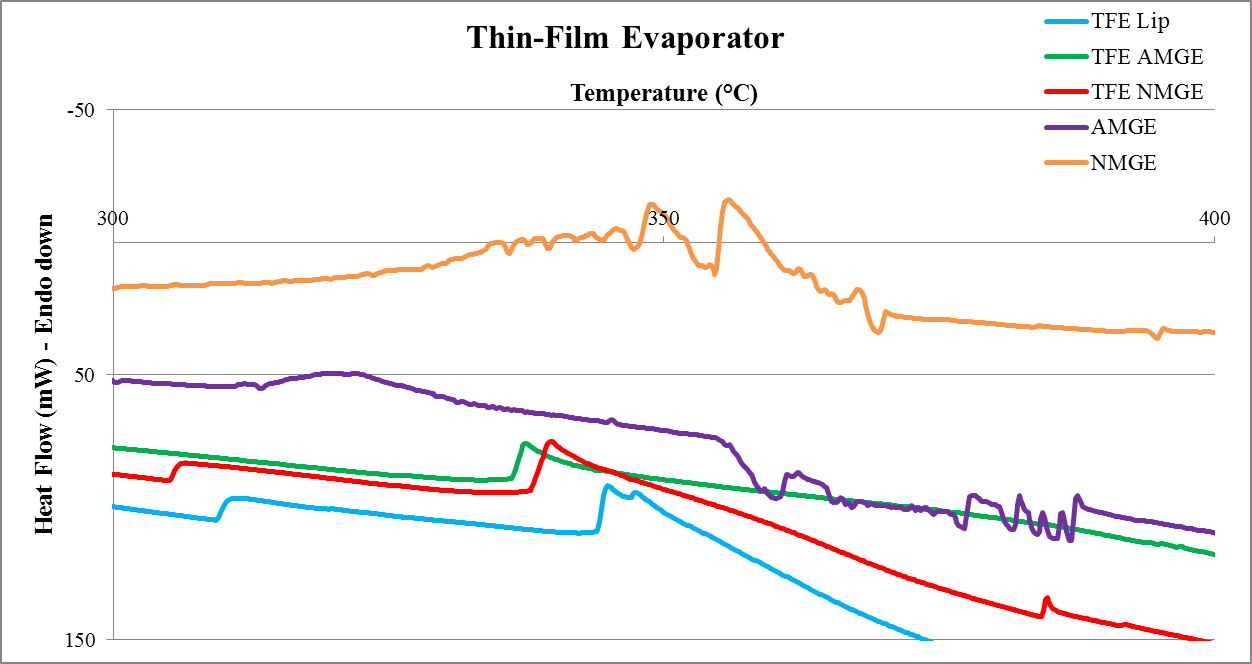 Thin-Film Evaporator
TFE Lip
TFE AMGE
TFE NMGE
AMGE
NMGE
Temperature (°C)
-50
300
350
400
50
150
Heat Flow (mW) - Endo down